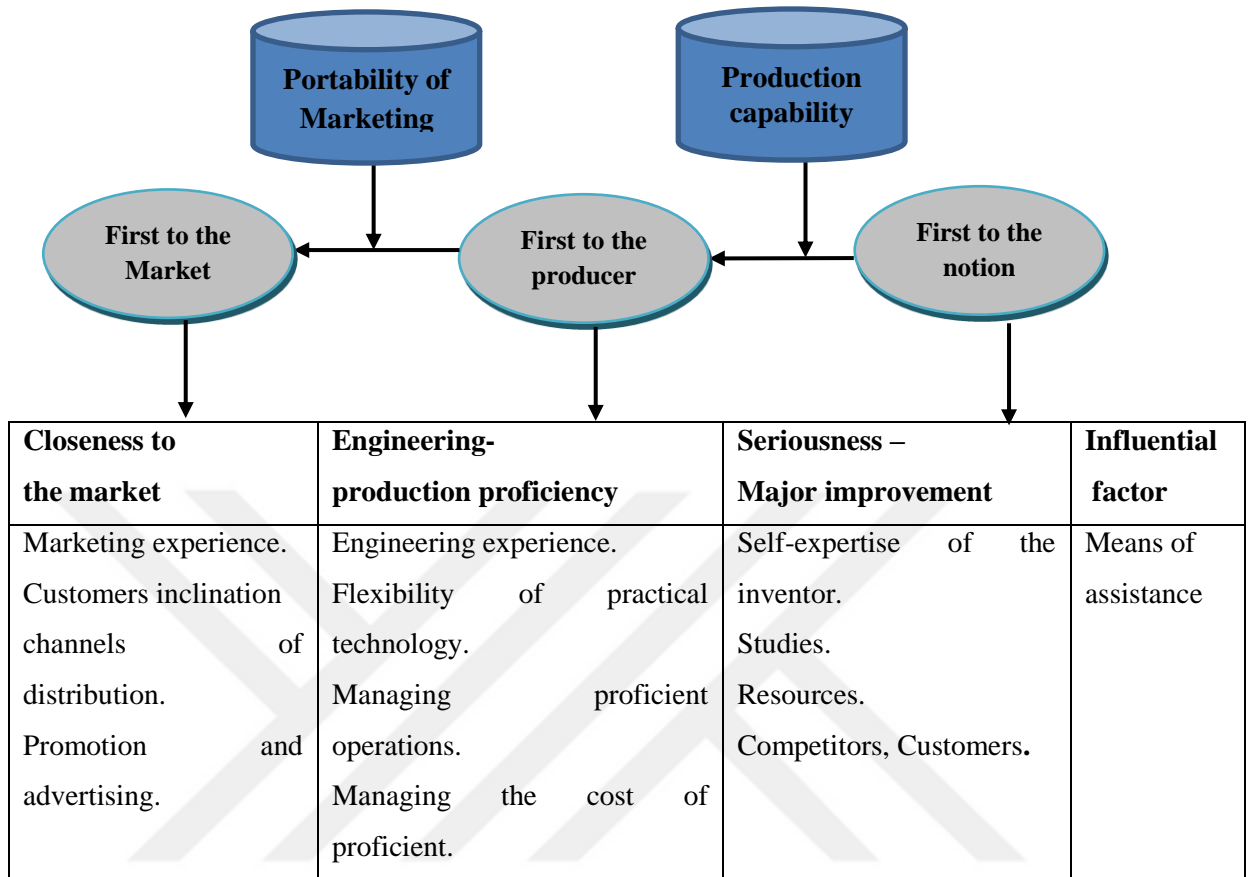 Portability of
Marketing
Production
capability
First to the
Market
First to the
producer
First to the
notion
Closeness to
the market
Engineering-
production proficiency
Seriousness –
Major improvement
Influential
factor
Marketing experience.
Customers inclination
channels of
distribution.
Promotion and
advertising.
Engineering experience.
Flexibility of practical
technology.
Managing proficient
operations.
Managing the cost of
proficient.
Self-expertise of the
inventor.
Studies.
Resources.
Competitors, Customers.
Means of
assistance